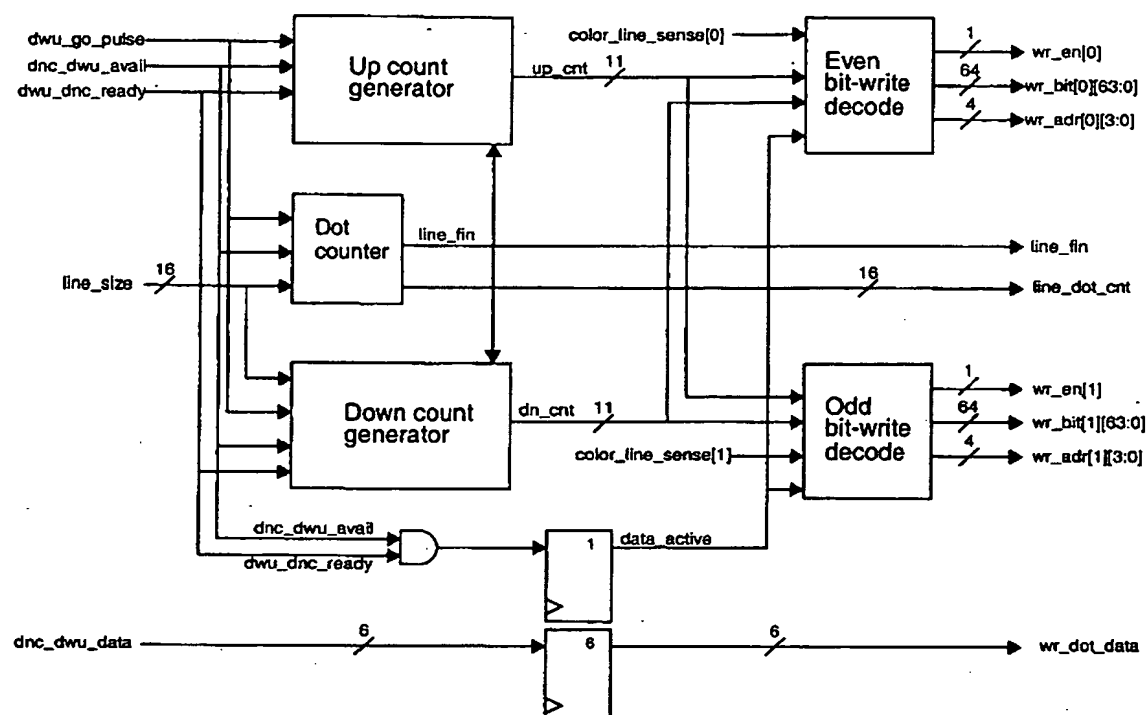 dwu_go_pulse
dnc_dwu_avail
dwu_dnc_ready
Up count
generator
up_cnt
11
color_line_sense[0]
Even
bit-write
decode
1
wr_en[0]
64
wr_bit[0][63:0]
4
wr_adr[0][3:0]
Dot
counter
line_fin
line_fin
line_size
16
16
line_dot_cnt
Down count
generator
dn_cnt
11
color_line_sense[1]
Odd
bit-write
decode
1
wr_en[1]
64
wr_bit[1][63:0]
4
wr_adr[1][3:0]
dnc_dwu_avail
dwu_dnc_ready
1
data_active
dnc_dwu_data
6
6
6
wr_dot_data